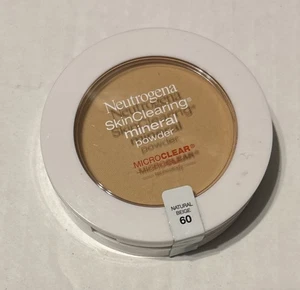 Neutrogena
SkinClearing®
mineral
powder
MICROCLEAR®
NATURAL
BEIGE
60